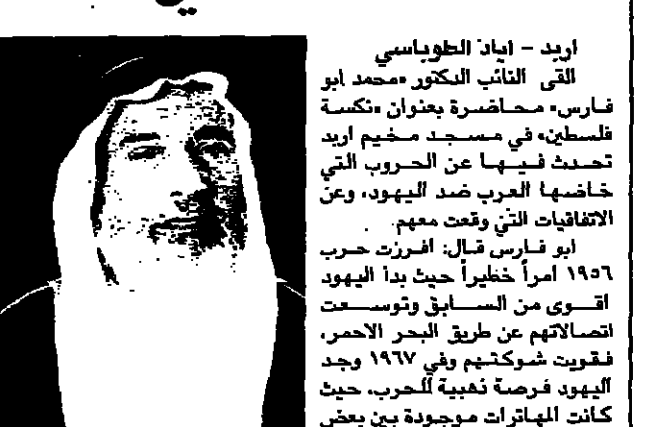 اربد – اياد الطوباسي
القى النائب الدكتور «محمد ابو
فارس» محاضرة بعنوان «نكسة
فلسطين» في مسجد مخيم اربد
تحدث فيها عن الحروب التي
خاضها العرب ضد اليهود، وعن
الاتفاقيات التي وقعت معهم.
ابو فارس قال: افرزت حرب
١٩٥٦ امراً خطيراً حيث بدا اليهود
اقوى من السابق وتوسعت
اتصالاتهم عن طريق البحر الاحمر،
فقويت شوكتهم وفي ١٩٦٧ وجد
اليهود فرصة ذهبية للحرب، حيث
كانت المهاترات موجودة بين بعض